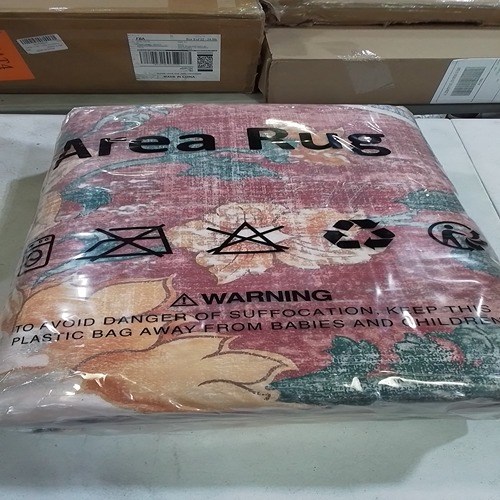 Area Rug
WARNING
TO AVOID DANGER OF SUFFOCATION, KEEP THIS
PLASTIC BAG AWAY FROM BABIES AND CHILDREN